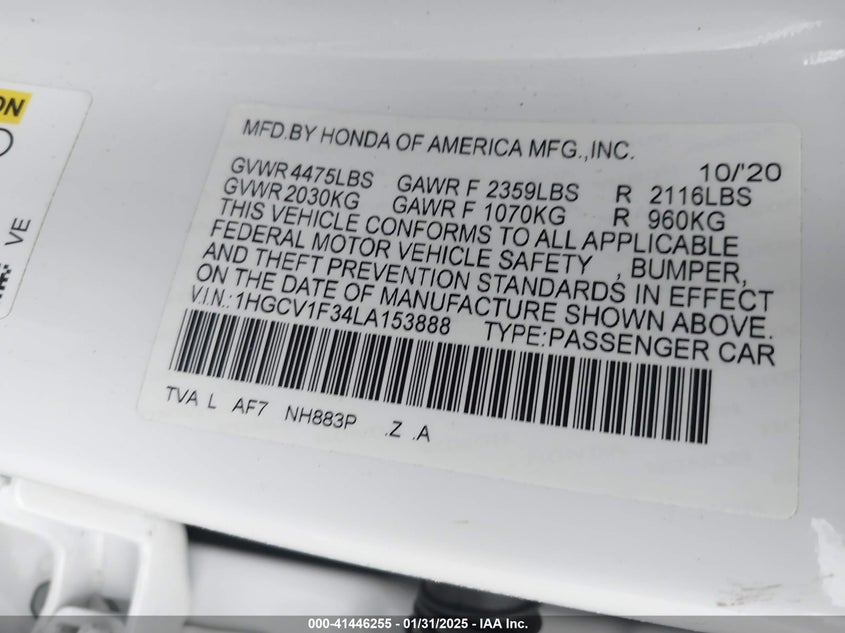 ON
VE
MFD.BY HONDA OF AMERICA MFG.,INC. 10/'20
GVWR 4475LBS GAWR F 2359LBS R 2116LBS
GVWR 2030KG GAWR F 1070KG R 960KG
THIS VEHICLE CONFORMS TO ALL APPLICABLE
FEDERAL MOTOR VEHICLE SAFETY , BUMPER,
AND THEFT PREVENTION STANDARDS IN EFFECT
ON THE DATE OF MANUFACTURE SHOWN ABOVE.
V.I.N.:1HGCV1F34LA153888 TYPE:PASSENGER CAR
TVA L AF7 NH883P .Z .A
000-41446255 - 01/31/2025 - IAA Inc.